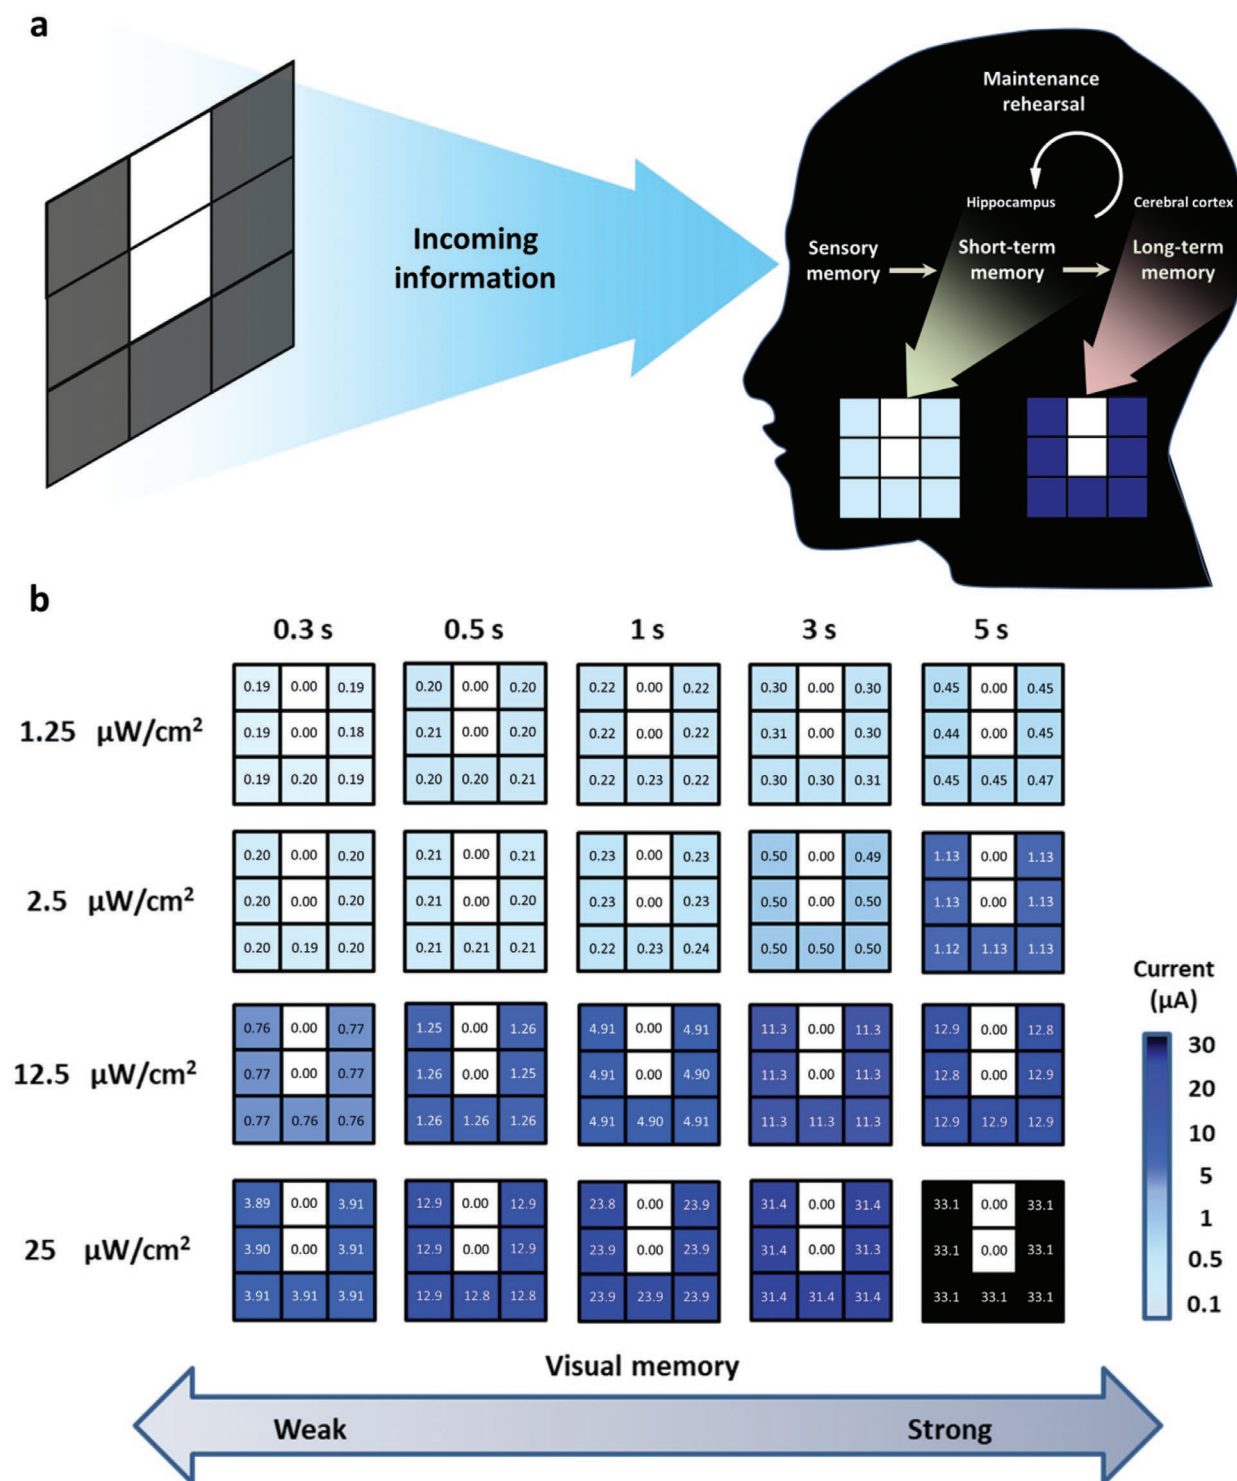 a
Maintenance
rehearsal
Hippocampus
Cerebral cortex
Incoming
information
Sensory
memory
Short-term
memory
Long-term
memory
b
0.3 s 0.5 s 1 s 3 s 5 s
0.19 0.00 0.19 0.20 0.00 0.20 0.22 0.00 0.22 0.30 0.00 0.30 0.45 0.00 0.45
1.25 μW/cm² 0.19 0.00 0.18 0.21 0.00 0.20 0.22 0.00 0.22 0.31 0.00 0.30 0.44 0.00 0.45
0.19 0.20 0.19 0.20 0.20 0.21 0.22 0.23 0.22 0.30 0.30 0.31 0.45 0.45 0.47
0.20 0.00 0.20 0.21 0.00 0.21 0.23 0.00 0.23 0.50 0.00 0.49 1.13 0.00 1.13
2.5 μW/cm² 0.20 0.00 0.20 0.21 0.00 0.20 0.23 0.00 0.23 0.50 0.00 0.50 1.13 0.00 1.13
0.20 0.19 0.20 0.21 0.21 0.21 0.22 0.23 0.24 0.50 0.50 0.50 1.12 1.13 1.13
0.76 0.00 0.77 1.25 0.00 1.26 4.91 0.00 4.91 11.3 0.00 11.3 12.9 0.00 12.8
12.5 μW/cm² 0.77 0.00 0.77 1.26 0.00 1.25 4.91 0.00 4.90 11.3 0.00 11.3 12.8 0.00 12.9
0.77 0.76 0.76 1.26 1.26 1.26 4.91 4.90 4.91 11.3 11.3 11.3 12.9 12.9 12.9
3.89 0.00 3.91 12.9 0.00 12.9 23.8 0.00 23.9 31.4 0.00 31.4 33.1 0.00 33.1
25 μW/cm² 3.90 0.00 3.91 12.9 0.00 12.9 23.9 0.00 23.9 31.4 0.00 31.3 33.1 0.00 33.1
3.91 3.91 3.91 12.9 12.8 12.8 23.9 23.9 23.9 31.4 31.4 31.4 33.1 33.1 33.1
Current
(μA)
30
20
10
5
1
0.5
0.1
Visual memory
Weak Strong